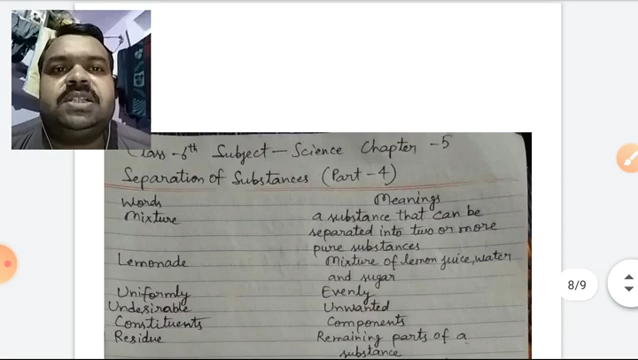 Class -6th Subject - Science Chapter -5
Separation of Substances (Part-4)
Words Meanings
Mixture a substance that can be
separated into two or more
pure substances
Lemonade Mixture of lemon juice, water
and sugar
Uniformly Evenly
Undesirable Unwanted
Constituents Components
Residue Remaining parts of a
substance
8/9